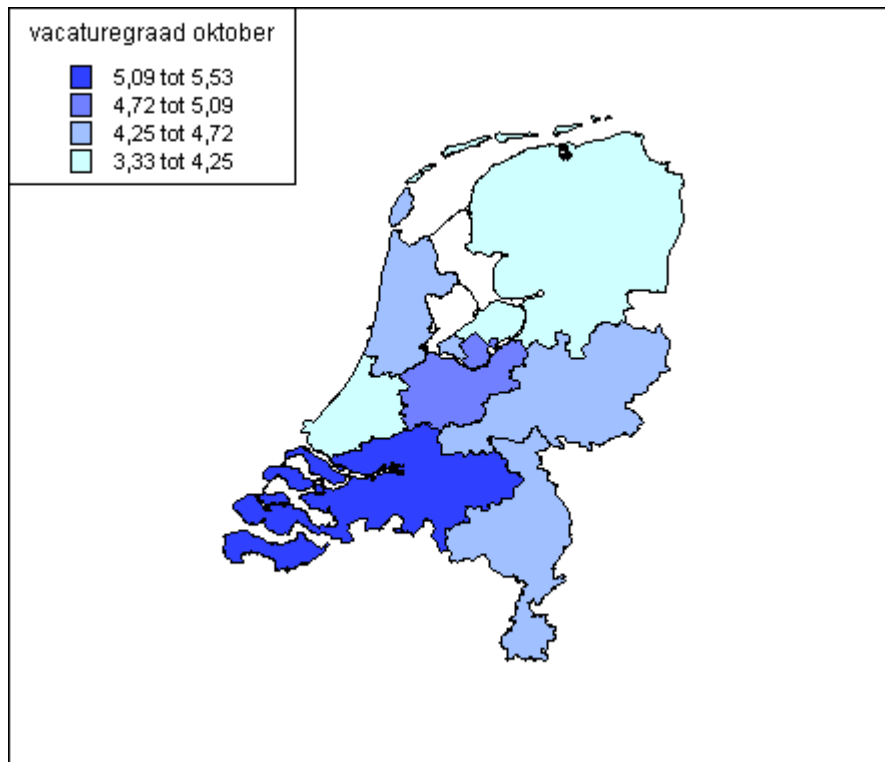 vacaturegraad oktober
5,09 tot 5,53
4,72 tot 5,09
4,25 tot 4,72
3,33 tot 4,25